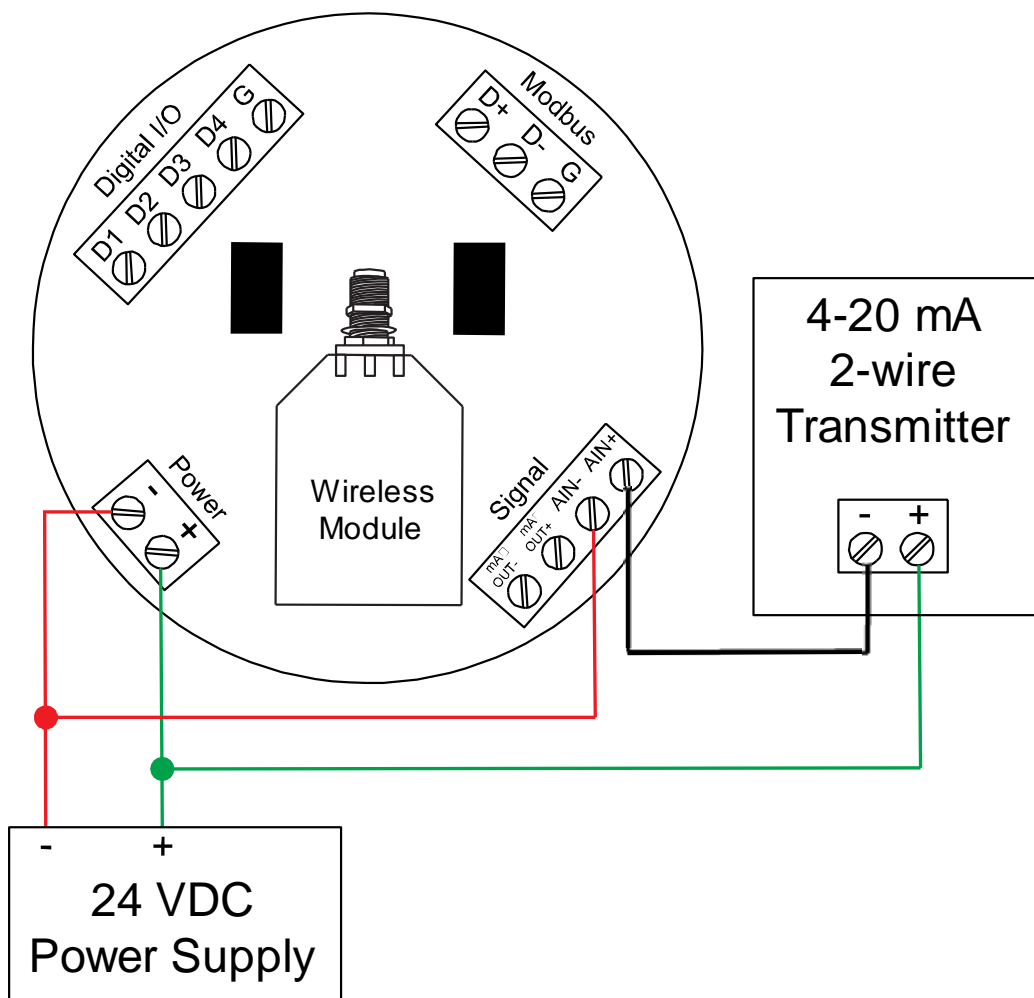 Digital I/O
D1 D2 D3 D4 G
Modbus
D+ D- G
4-20 mA
2-wire
Transmitter
- +
Power
- +
Wireless
Module
Signal
mA□ OUT- mA□ OUT+ AIN- AIN+
- +
24 VDC
Power Supply